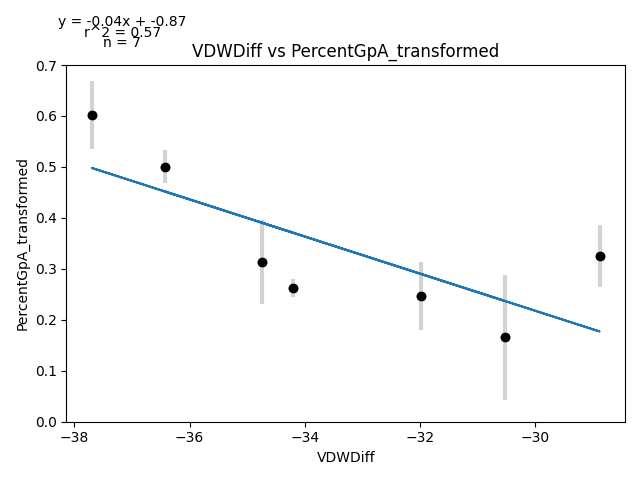 y = -0.04x + -0.87
r^2 = 0.57
n = 7
VDWDiff vs PercentGpA_transformed
0.7
0.6
0.5
0.4
0.3
0.2
0.1
0.0
PercentGpA_transformed
−38 −36 −34 −32 −30
VDWDiff